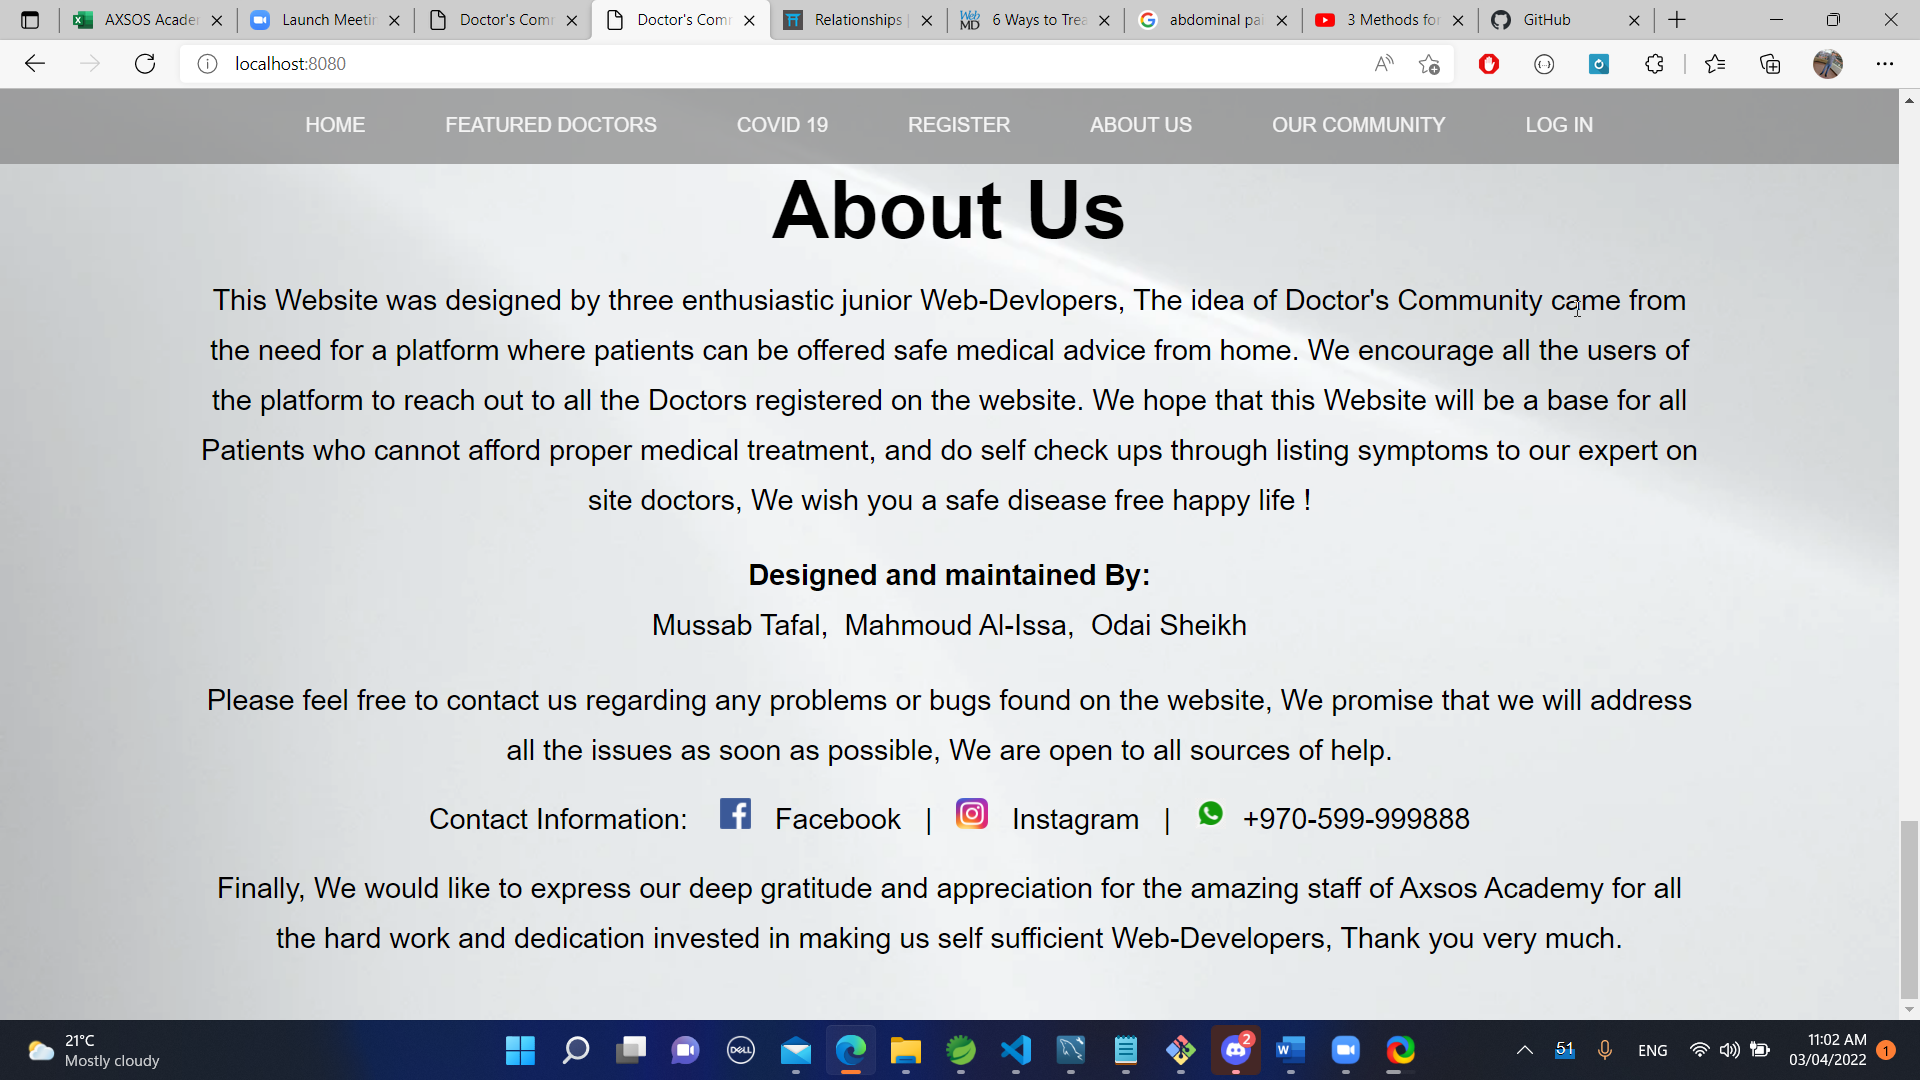 AXSOS Acade
Launch Meetin
Doctor's Com
Doctor's Com
Relationships
6 Ways to Trea
abdominal pai
3 Methods for
GitHub
localhost:8080
HOME
FEATURED DOCTORS
COVID 19
REGISTER
ABOUT US
OUR COMMUNITY
LOG IN
About Us
This Website was designed by three enthusiastic junior Web-Devlopers, The idea of Doctor's Community came from
the need for a platform where patients can be offered safe medical advice from home. We encourage all the users of
the platform to reach out to all the Doctors registered on the website. We hope that this Website will be a base for all
Patients who cannot afford proper medical treatment, and do self check ups through listing symptoms to our expert on
site doctors, We wish you a safe disease free happy life !
Designed and maintained By:
Mussab Tafal, Mahmoud Al-Issa, Odai Sheikh
Please feel free to contact us regarding any problems or bugs found on the website, We promise that we will address
all the issues as soon as possible, We are open to all sources of help.
Contact Information: Facebook | Instagram | +970-599-999888
Finally, We would like to express our deep gratitude and appreciation for the amazing staff of Axsos Academy for all
the hard work and dedication invested in making us self sufficient Web-Developers, Thank you very much.
21°C
Mostly cloudy
DELL
2
51
ENG
11:02 AM
03/04/2022
1